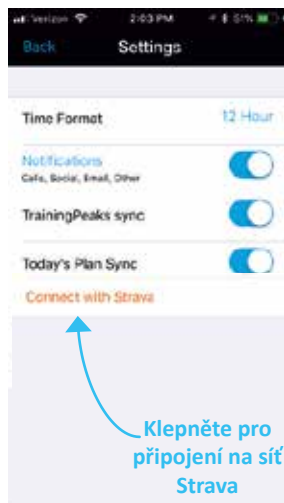 Verizon 2:03 PM 51%
Back Settings
Time Format 12 Hour
Notifications
Calls, Social, Email, Other
TrainingPeaks sync
Today's Plan Sync
Connect with Strava
Klepněte pro
připojení na síť
Strava